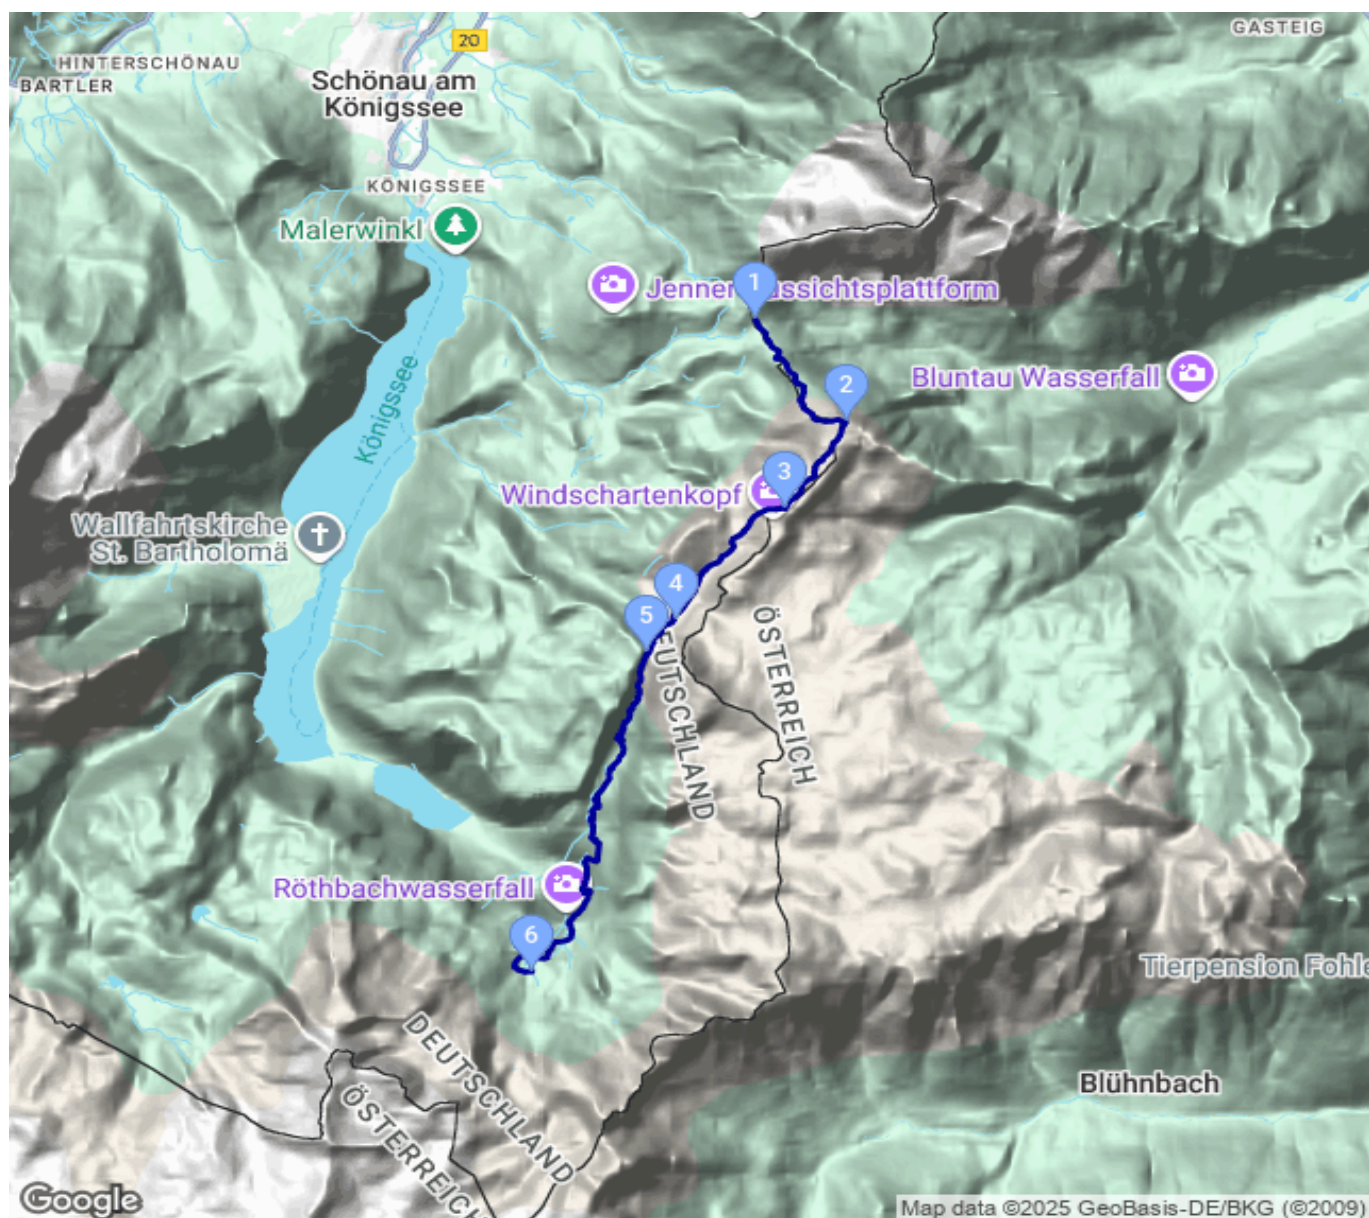 GASTEIG
20
HINTERSCHÖNAU
BARTLER
Schönau am
Königssee
KÖNIGSSEE
Malerwinkl
1
Jenner
ussichtsplattform
2
Bluntau Wasserfall
Königssee
3
Windschartenkopf
Wallfahrtskirche
St. Bartholomä
4
5
EUTSCHLAND
ÖSTERREICH
Röthbachwasserfall
6
Tierpension Fohle
DEUTSCHLAND
ÖSTERREICH
Blühnbach
Google
Map data ©2025 GeoBasis-DE/BKG (©2009)